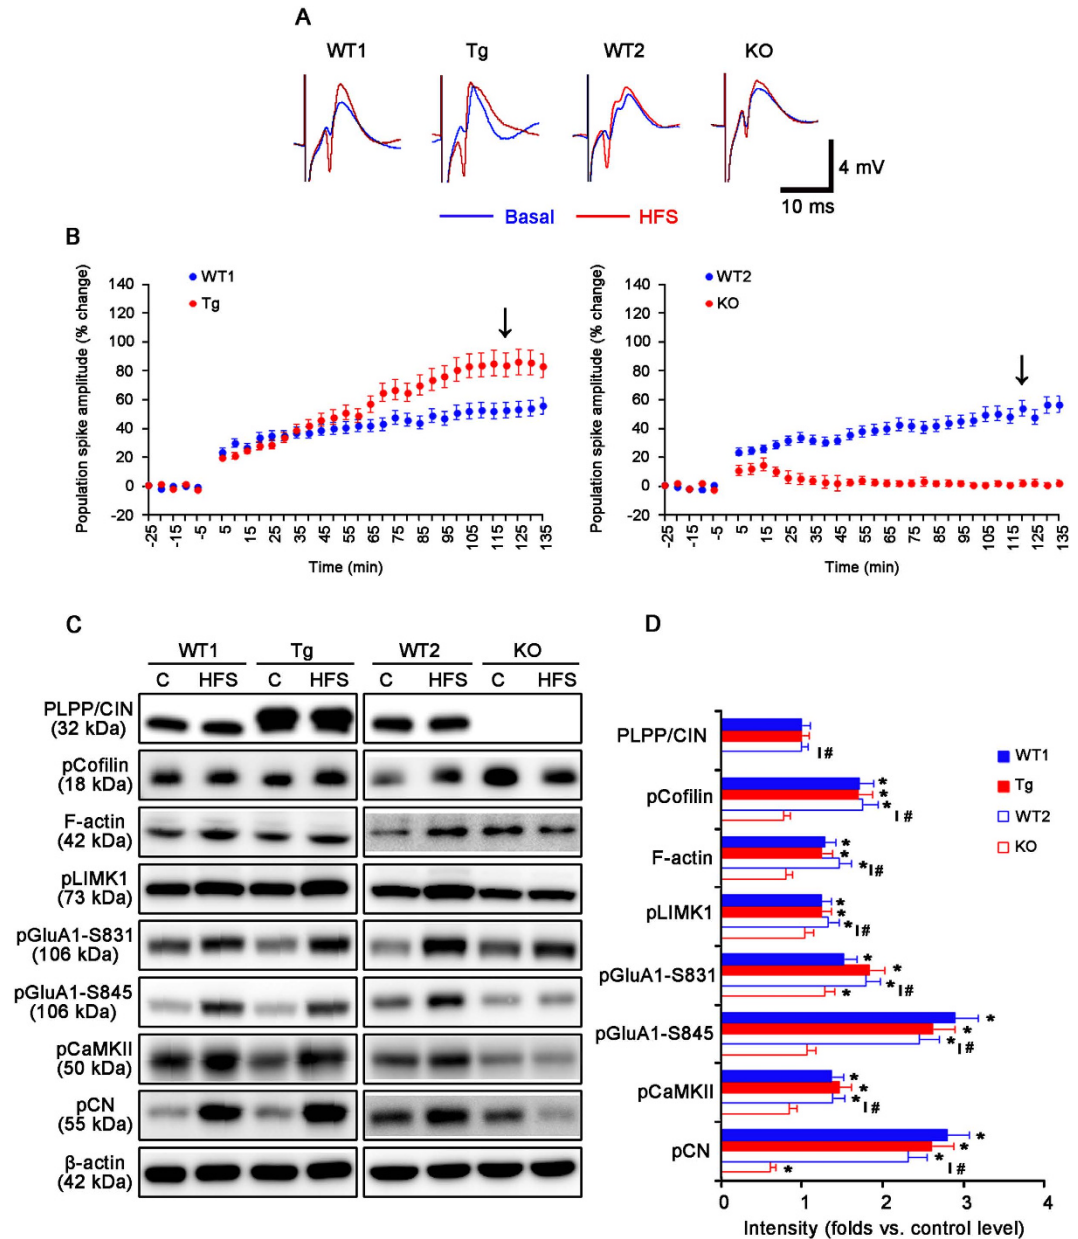 A
WT1 Tg WT2 KO
4 mV
10 ms
Basal HFS
B
Population spike amplitude (% change)
140
120
100
80
60
40
20
0
-20
WT1
Tg
-25 -15 -5 5 15 25 35 45 55 65 75 85 95 105 115 125 135
Time (min)
Population spike amplitude (% change)
140
120
100
80
60
40
20
0
-20
WT2
KO
-25 -15 -5 5 15 25 35 45 55 65 75 85 95 105 115 125 135
Time (min)
C
WT1 Tg WT2 KO
C HFS C HFS C HFS C HFS
PLPP/CIN
(32 kDa)
pCofilin
(18 kDa)
F-actin
(42 kDa)
pLIMK1
(73 kDa)
pGluA1-S831
(106 kDa)
pGluA1-S845
(106 kDa)
pCaMKII
(50 kDa)
pCN
(55 kDa)
β-actin
(42 kDa)
D
PLPP/CIN
I#
pCofilin
*
*
*
I#
F-actin
*
*
*I#
pLIMK1
*
*
*I#
pGluA1-S831
*
*
*I#
*
pGluA1-S845
*
*
*I#
pCaMKII
*
*
*I#
pCN
*
*
*I#
*
0 1 2 3 4
Intensity (folds vs. control level)
WT1
Tg
WT2
KO